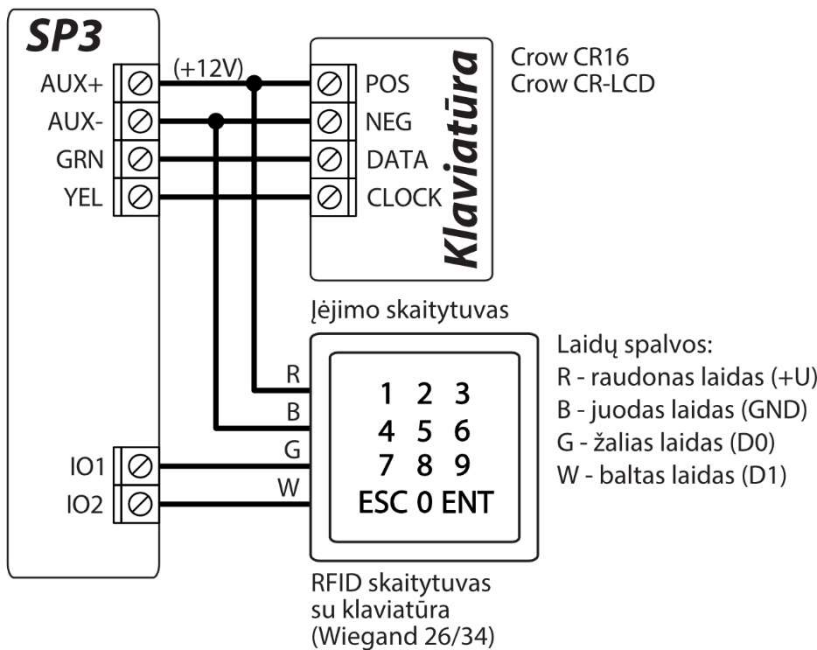 SP3
AUX+
(+12V)
AUX-
GRN
YEL
IO1
IO2
POS
NEG
DATA
CLOCK
Klaviatūra
Crow CR16
Crow CR-LCD
Įėjimo skaitytuvas
R
B
G
W
1 2 3
4 5 6
7 8 9
ESC 0 ENT
Laidų spalvos:
R - raudonas laidas (+U)
B - juodas laidas (GND)
G - žalias laidas (D0)
W - baltas laidas (D1)
RFID skaitytuvas
su klaviatūra
(Wiegand 26/34)